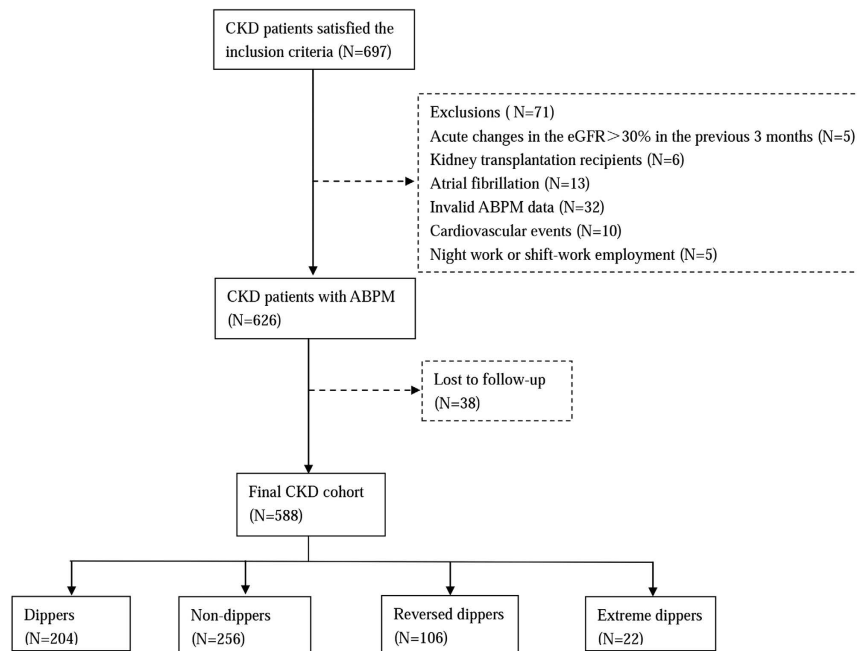 CKD patients satisfied the
inclusion criteria (N=697)
Exclusions ( N=71)
Acute changes in the eGFR＞30% in the previous 3 months (N=5)
Kidney transplantation recipients (N=6)
Atrial fibrillation (N=13)
Invalid ABPM data (N=32)
Cardiovascular events (N=10)
Night work or shift-work employment (N=5)
CKD patients with ABPM
(N=626)
Lost to follow-up
(N=38)
Final CKD cohort
(N=588)
Dippers
(N=204)
Non-dippers
(N=256)
Reversed dippers
(N=106)
Extreme dippers
(N=22)